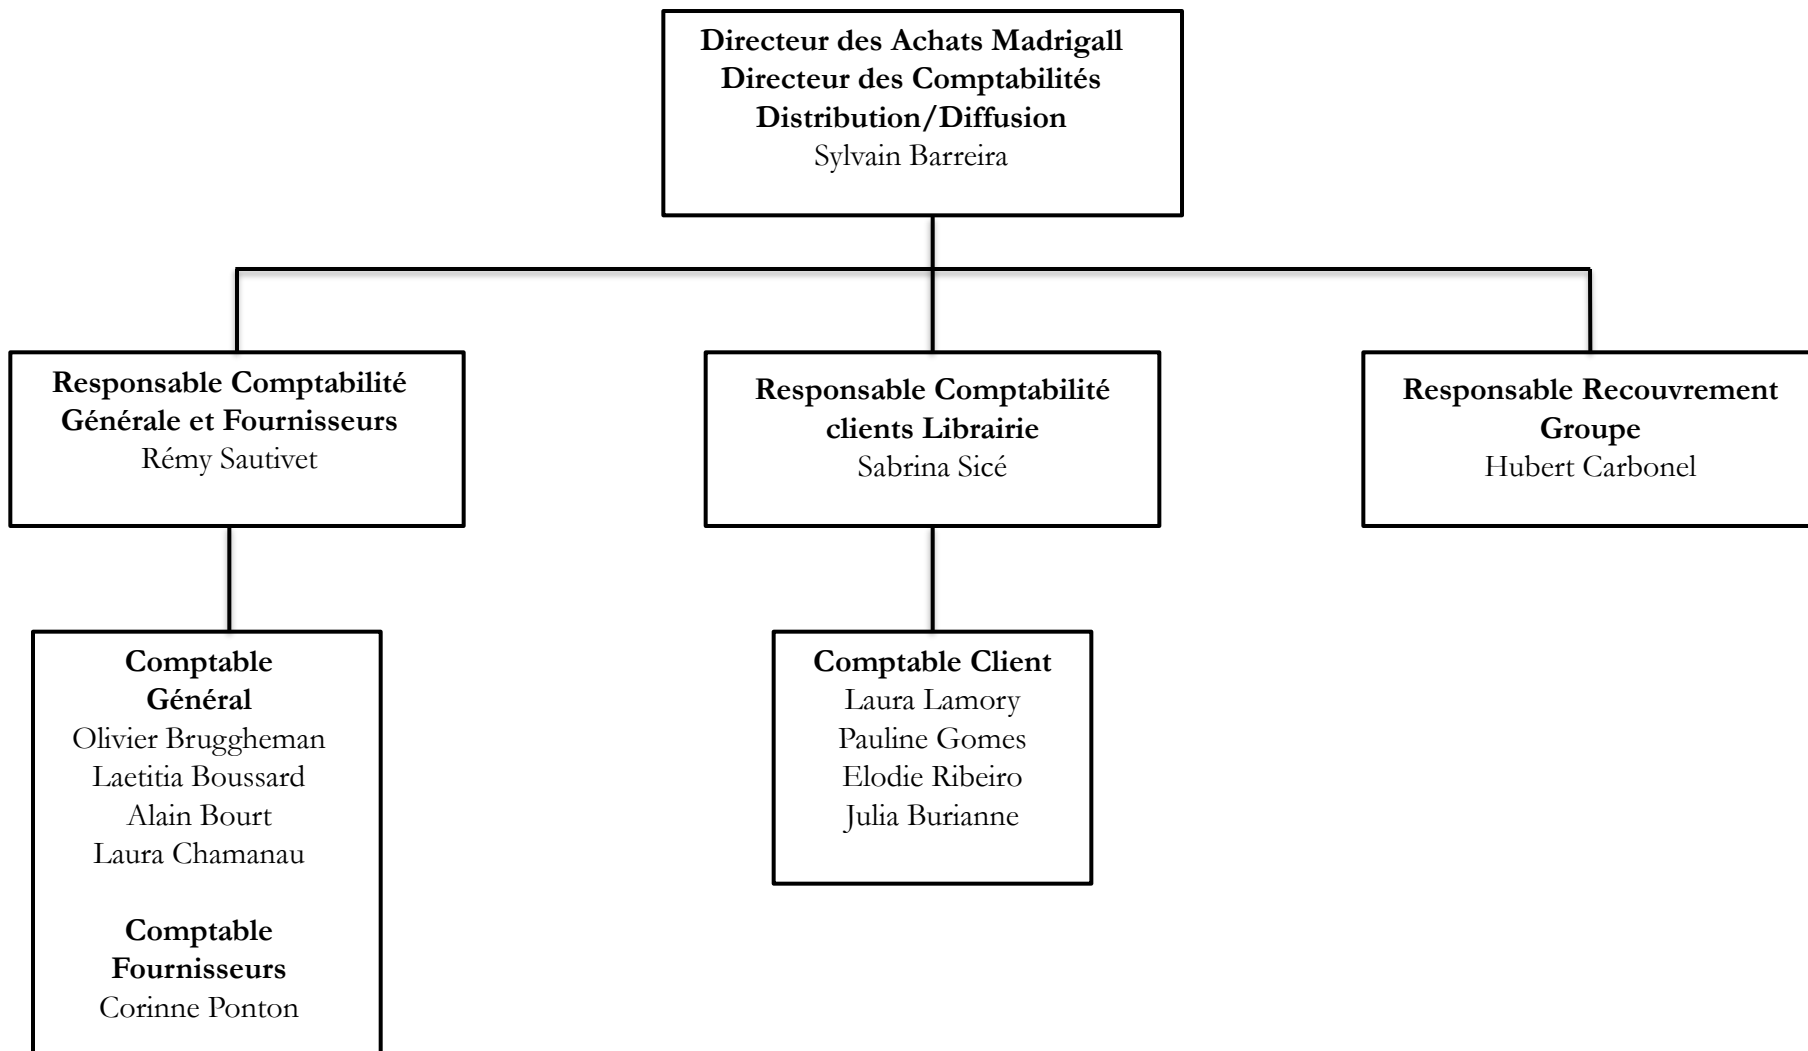 Directeur des Achats Madrigall
Directeur des Comptabilités
Distribution/Diffusion
Sylvain Barreira
Responsable Comptabilité
Générale et Fournisseurs
Rémy Sautivet
Responsable Comptabilité
clients Librairie
Sabrina Sicé
Responsable Recouvrement
Groupe
Hubert Carbonel
Comptable
Général
Olivier Bruggheman
Laetitia Boussard
Alain Bourt
Laura Chamanau
Comptable
Fournisseurs
Corinne Ponton
Comptable Client
Laura Lamory
Pauline Gomes
Elodie Ribeiro
Julia Burianne